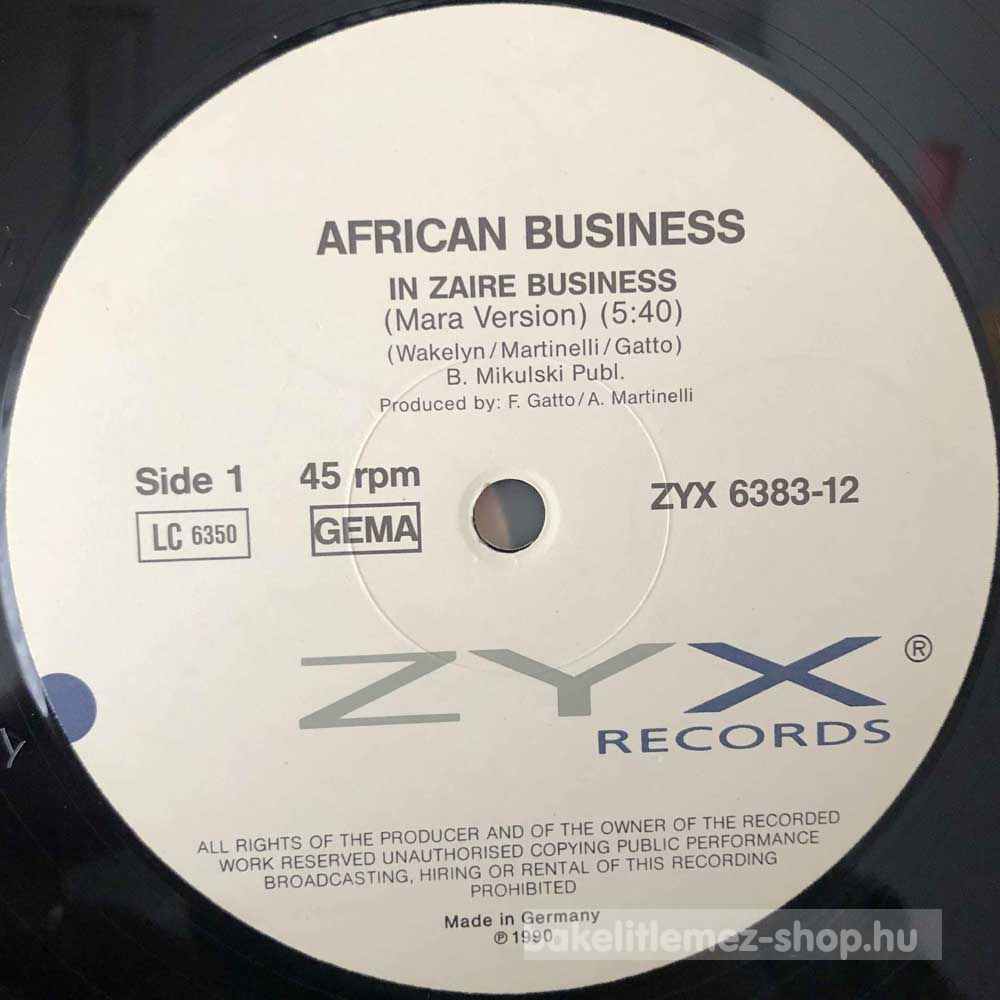 AFRICAN BUSINESS
IN ZAIRE BUSINESS
(Mara Version) (5:40)
(Wakelyn/Martinelli/Gatto)
B. Mikulski Publ.
Produced by: F. Gatto/A. Martinelli
Side 1 45 rpm ZYX 6383-12
LC 6350 GEMA
ZYX ®
RECORDS
ALL RIGHTS OF THE PRODUCER AND OF THE OWNER OF THE RECORDED
WORK RESERVED UNAUTHORISED COPYING PUBLIC PERFORMANCE
BROADCASTING, HIRING OR RENTAL OF THIS RECORDING
PROHIBITED
Made in Germany
℗ 1990
bakelitlemez-shop.hu